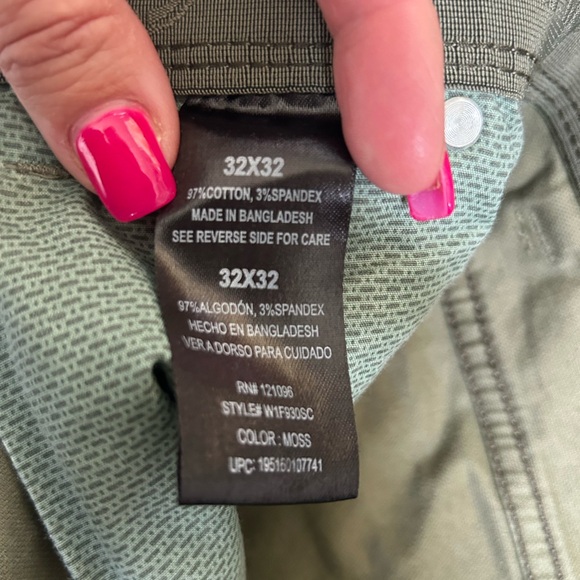 32X32
97%COTTON, 3%SPANDEX
MADE IN BANGLADESH
SEE REVERSE SIDE FOR CARE
32X32
97%ALGODÓN, 3%SPANDEX
HECHO EN BANGLADESH
VER A DORSO PARA CUIDADO
RN# 121096
STYLE# W1F930SC
COLOR : MOSS
UPC: 195160107741